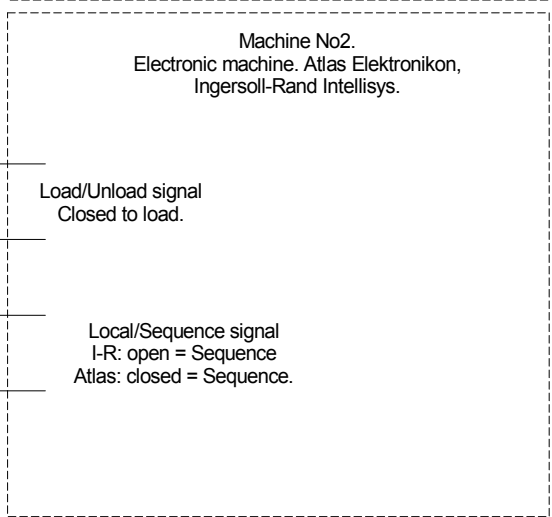 Machine No2.
Electronic machine. Atlas Elektronikon,
Ingersoll-Rand Intellisys.
Load/Unload signal
Closed to load.
Local/Sequence signal
I-R: open = Sequence
Atlas: closed = Sequence.